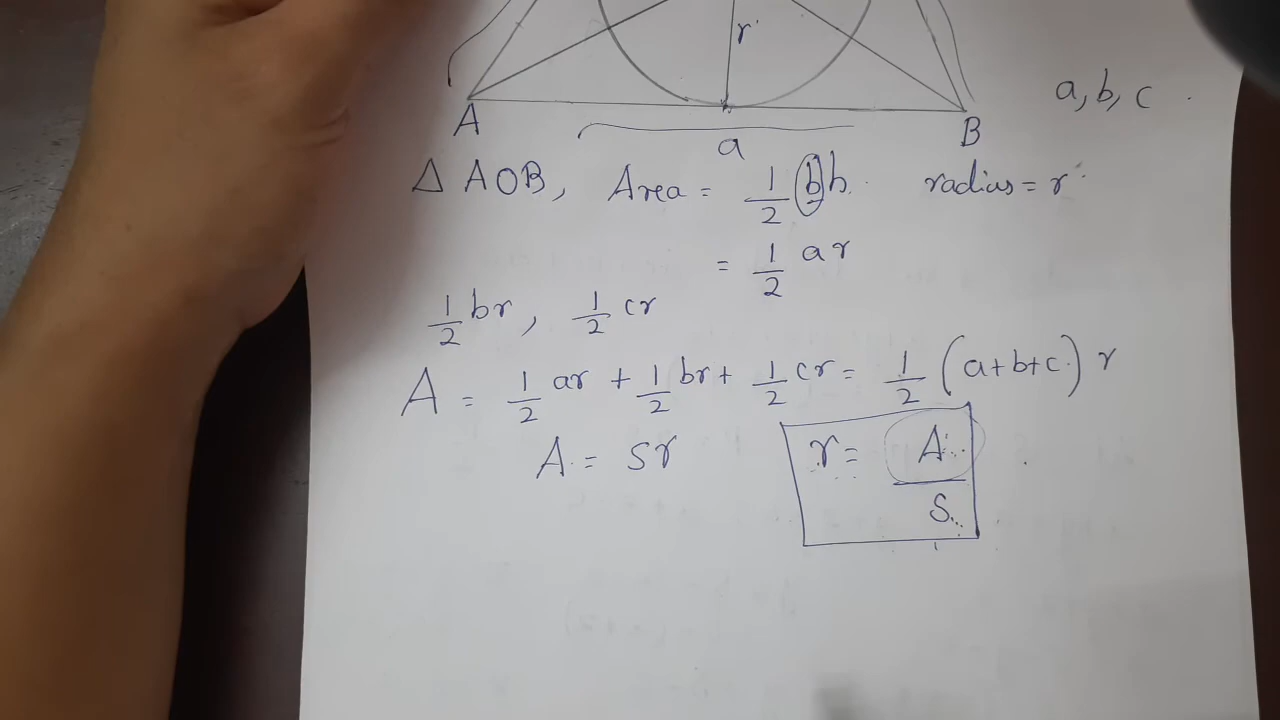 r
a, b, c
A
B
a
Δ AOB, Area = 1/2 bh radius = r
= 1/2 ar
1/2 br, 1/2 cr
A = 1/2 ar + 1/2 br + 1/2 cr = 1/2 (a+b+c) r
A = sr r = A/s